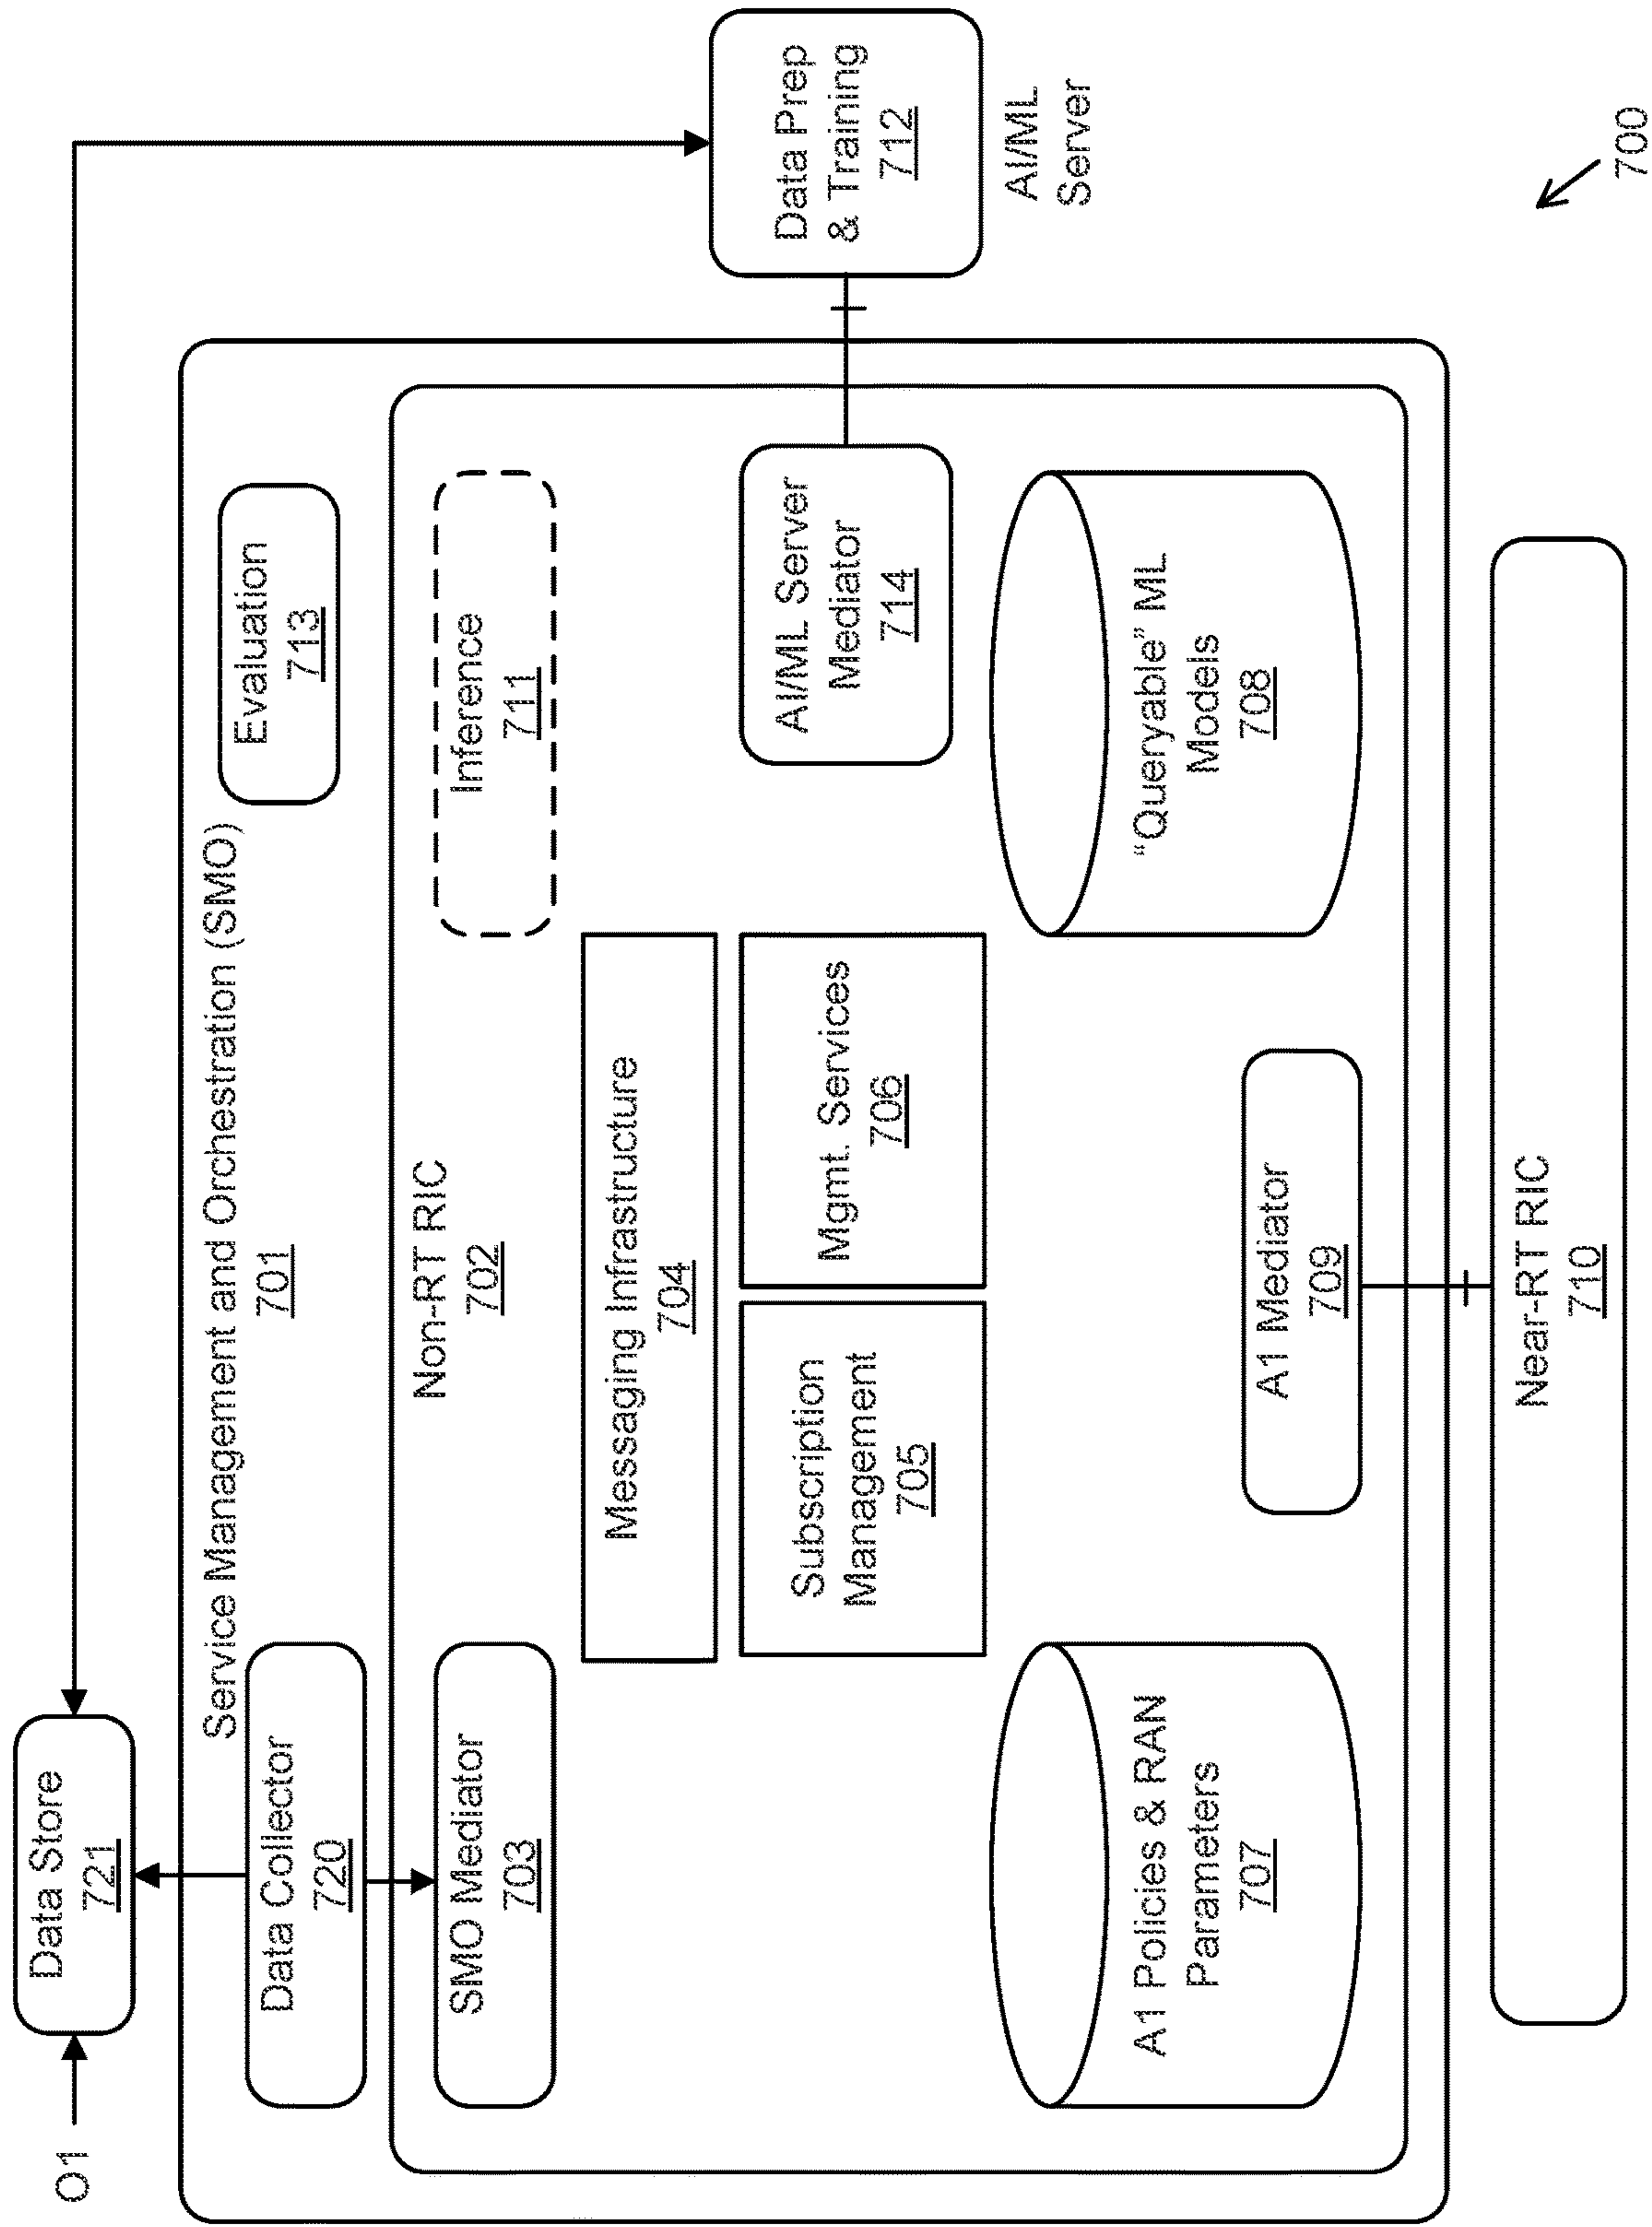 O1
Data Store
721
Service Management and Orchestration (SMO)
701
Data Collector
720
Evaluation
713
Non-RT RIC
702
SMO Mediator
703
Inference
711
Messaging Infrastructure
704
Subscription
Management
705
Mgmt. Services
706
AI/ML Server
Mediator
714
Data Prep
& Training
712
AI/ML
Server
A1 Policies & RAN
Parameters
707
A1 Mediator
709
"Queryable" ML
Models
708
Near-RT RIC
710
700